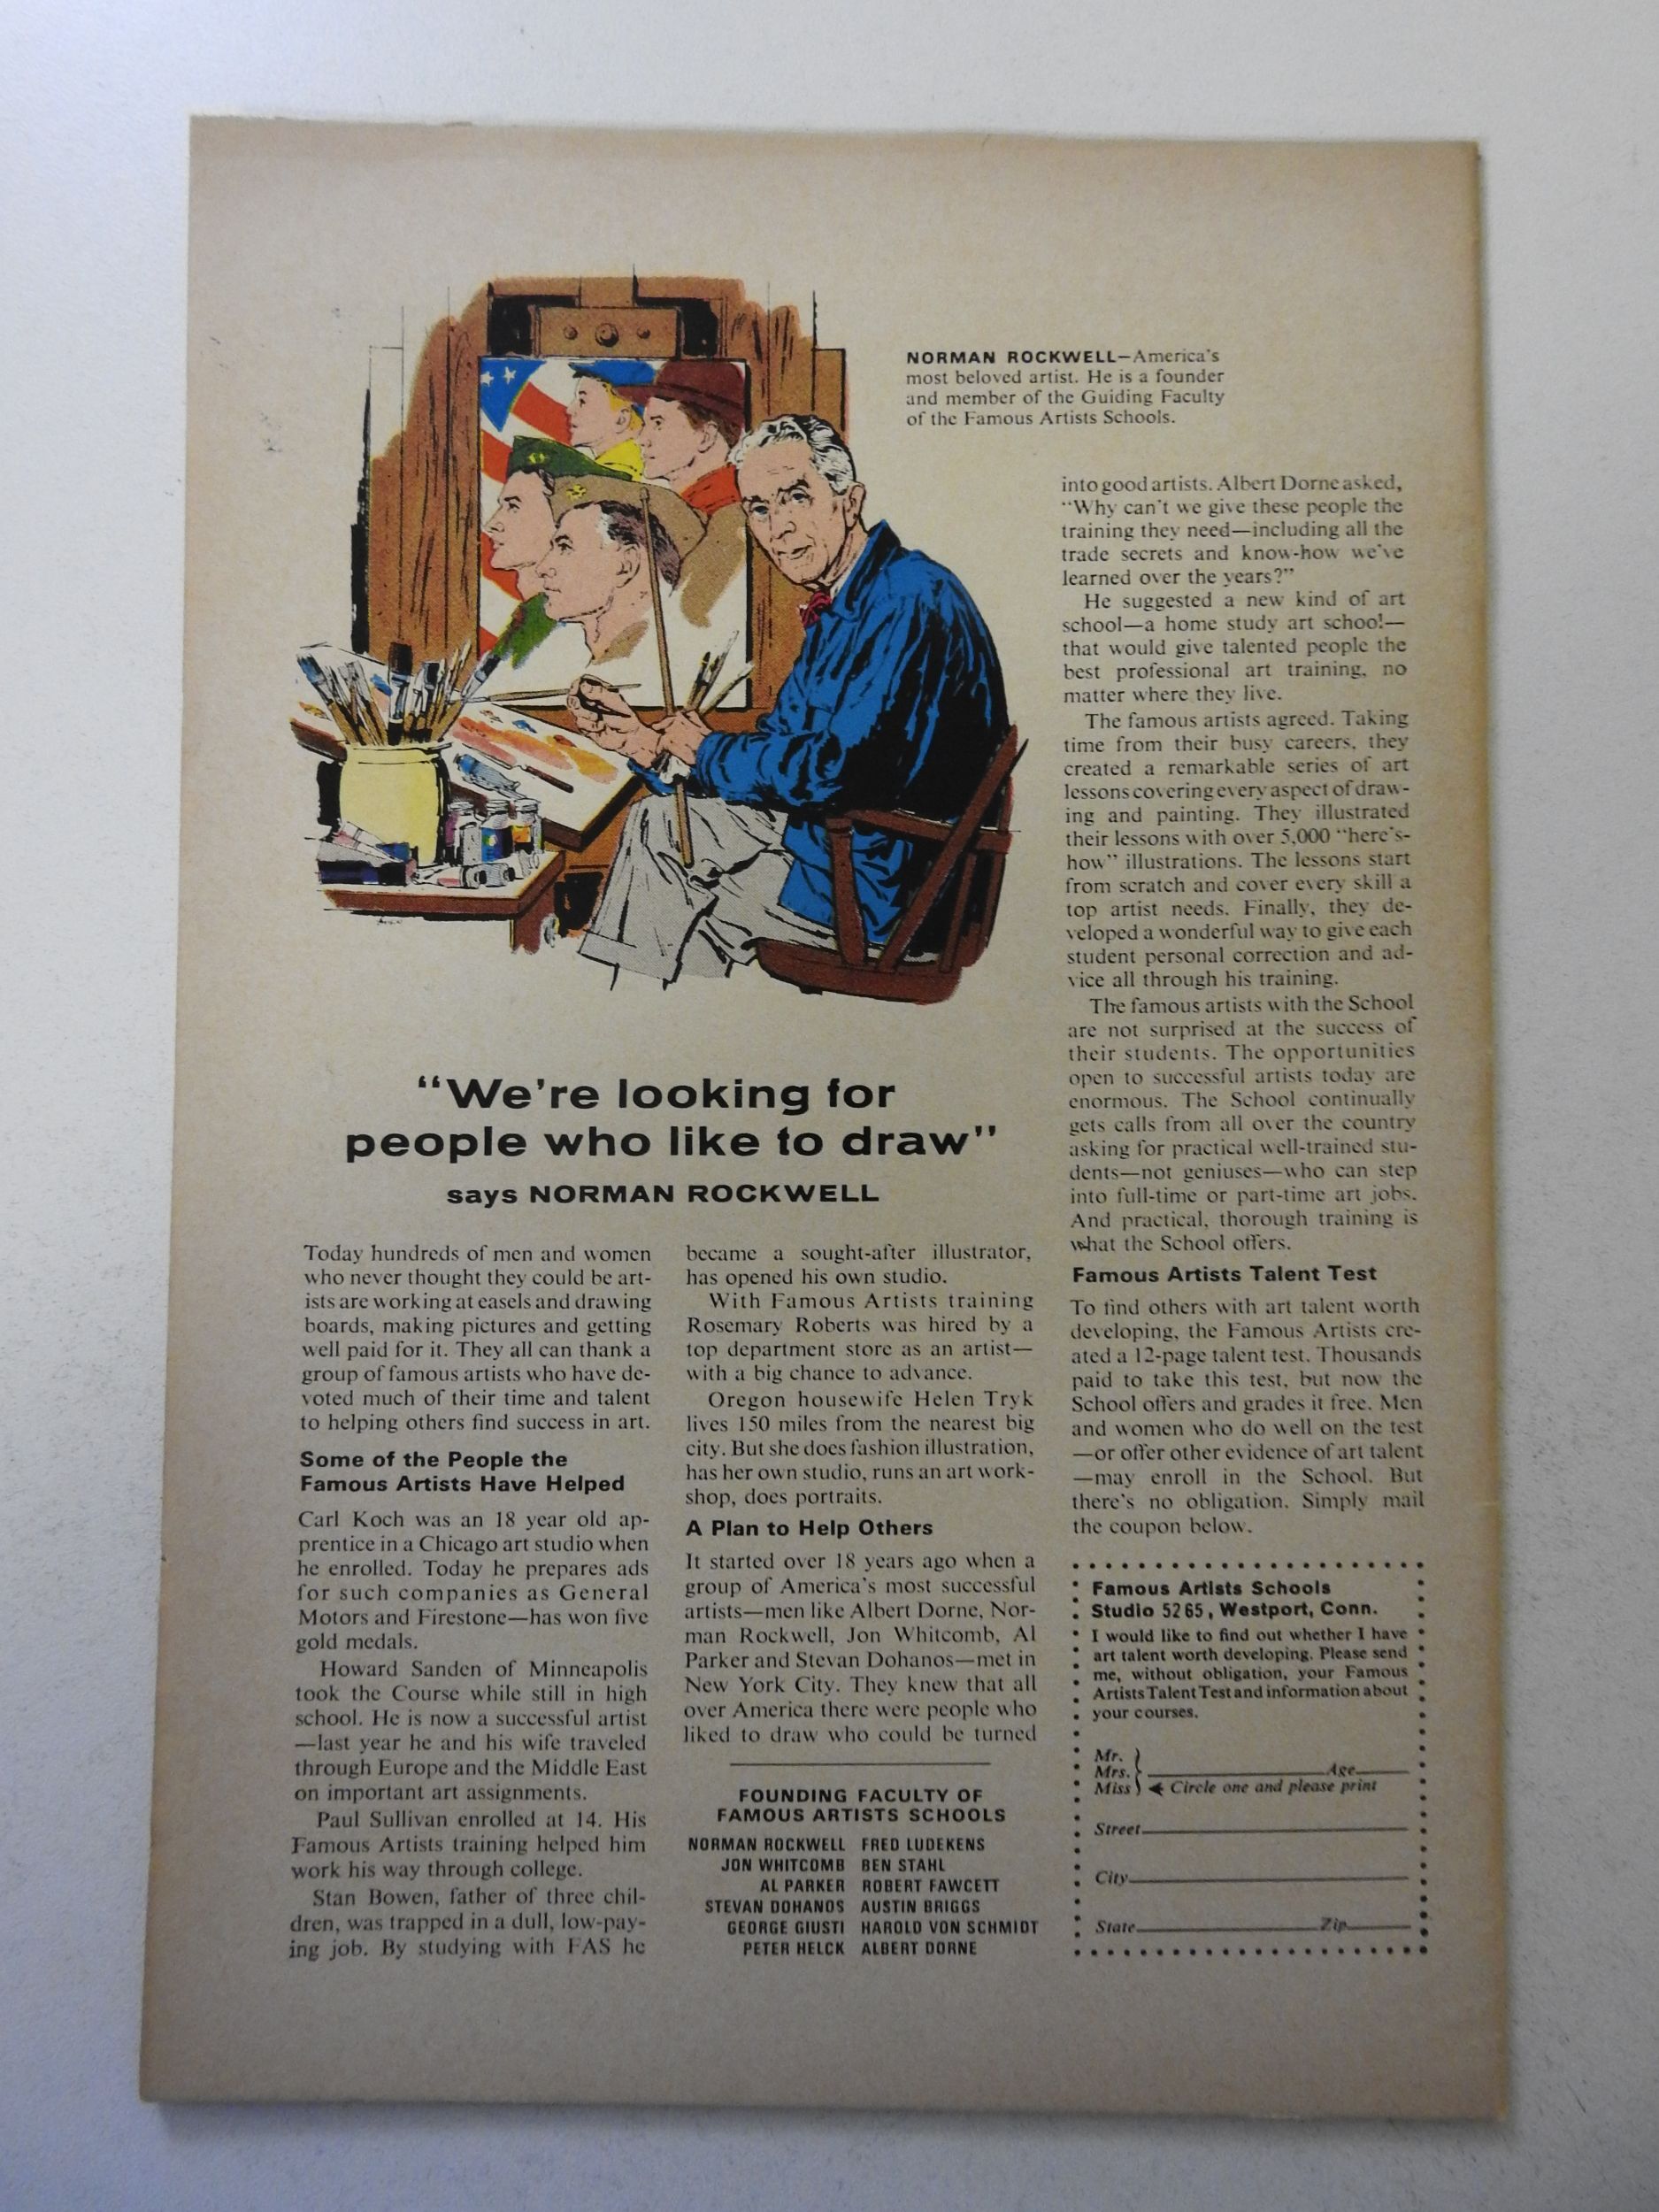 NORMAN ROCKWELL—America's
most beloved artist. He is a founder
and member of the Guiding Faculty
of the Famous Artists Schools.
"We're looking for
people who like to draw"
says NORMAN ROCKWELL
Today hundreds of men and women
who never thought they could be art-
ists are working at easels and drawing
boards, making pictures and getting
well paid for it. They all can thank a
group of famous artists who have de-
voted much of their time and talent
to helping others find success in art.
Some of the People the
Famous Artists Have Helped
Carl Koch was an 18 year old ap-
prentice in a Chicago art studio when
he enrolled. Today he prepares ads
for such companies as General
Motors and Firestone—has won five
gold medals.
Howard Sanden of Minneapolis
took the Course while still in high
school. He is now a successful artist
—last year he and his wife traveled
through Europe and the Middle East
on important art assignments.
Paul Sullivan enrolled at 14. His
Famous Artists training helped him
work his way through college.
Stan Bowen, father of three chil-
dren, was trapped in a dull, low-pay-
ing job. By studying with FAS he
became a sought-after illustrator,
has opened his own studio.
With Famous Artists training
Rosemary Roberts was hired by a
top department store as an artist—
with a big chance to advance.
Oregon housewife Helen Tryk
lives 150 miles from the nearest big
city. But she does fashion illustration,
has her own studio, runs an art work-
shop, does portraits.
A Plan to Help Others
It started over 18 years ago when a
group of America's most successful
artists—men like Albert Dorne, Nor-
man Rockwell, Jon Whitcomb, Al
Parker and Stevan Dohanos—met in
New York City. They knew that all
over America there were people who
liked to draw who could be turned
FOUNDING FACULTY OF
FAMOUS ARTISTS SCHOOLS
NORMAN ROCKWELL FRED LUDEKENS
JON WHITCOMB BEN STAHL
AL PARKER ROBERT FAWCETT
STEVAN DOHANOS AUSTIN BRIGGS
GEORGE GIUSTI HAROLD VON SCHMIDT
PETER HELCK ALBERT DORNE
into good artists. Albert Dorne asked,
"Why can't we give these people the
training they need—including all the
trade secrets and know-how we've
learned over the years?"
He suggested a new kind of art
school—a home study art school—
that would give talented people the
best professional art training, no
matter where they live.
The famous artists agreed. Taking
time from their busy careers, they
created a remarkable series of art
lessons covering every aspect of draw-
ing and painting. They illustrated
their lessons with over 5,000 "here's-
how" illustrations. The lessons start
from scratch and cover every skill a
top artist needs. Finally, they de-
veloped a wonderful way to give each
student personal correction and ad-
vice all through his training.
The famous artists with the School
are not surprised at the success of
their students. The opportunities
open to successful artists today are
enormous. The School continually
gets calls from all over the country
asking for practical well-trained stu-
dents—not geniuses—who can step
into full-time or part-time art jobs.
And practical, thorough training is
what the School offers.
Famous Artists Talent Test
To find others with art talent worth
developing, the Famous Artists cre-
ated a 12-page talent test. Thousands
paid to take this test, but now the
School offers and grades it free. Men
and women who do well on the test
—or offer other evidence of art talent
—may enroll in the School. But
there's no obligation. Simply mail
the coupon below.
Famous Artists Schools
Studio 5265, Westport, Conn.
I would like to find out whether I have
art talent worth developing. Please send
me, without obligation, your Famous
Artists Talent Test and information about
your courses.
Mr.
Mrs. Age
Miss Circle one and please print
Street
City
State Zip